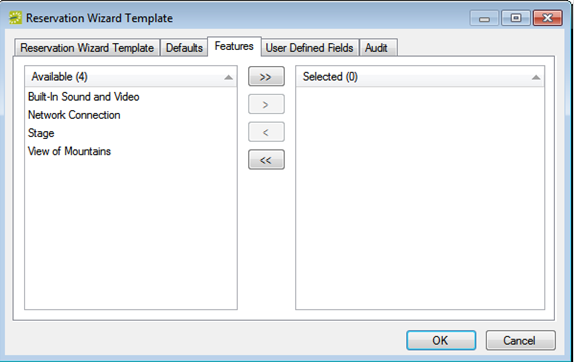 Reservation Wizard Template
Reservation Wizard Template Defaults Features User Defined Fields Audit
Available (4)
Built-In Sound and Video
Network Connection
Stage
View of Mountains
>>
>
<
<<
Selected (0)
OK Cancel